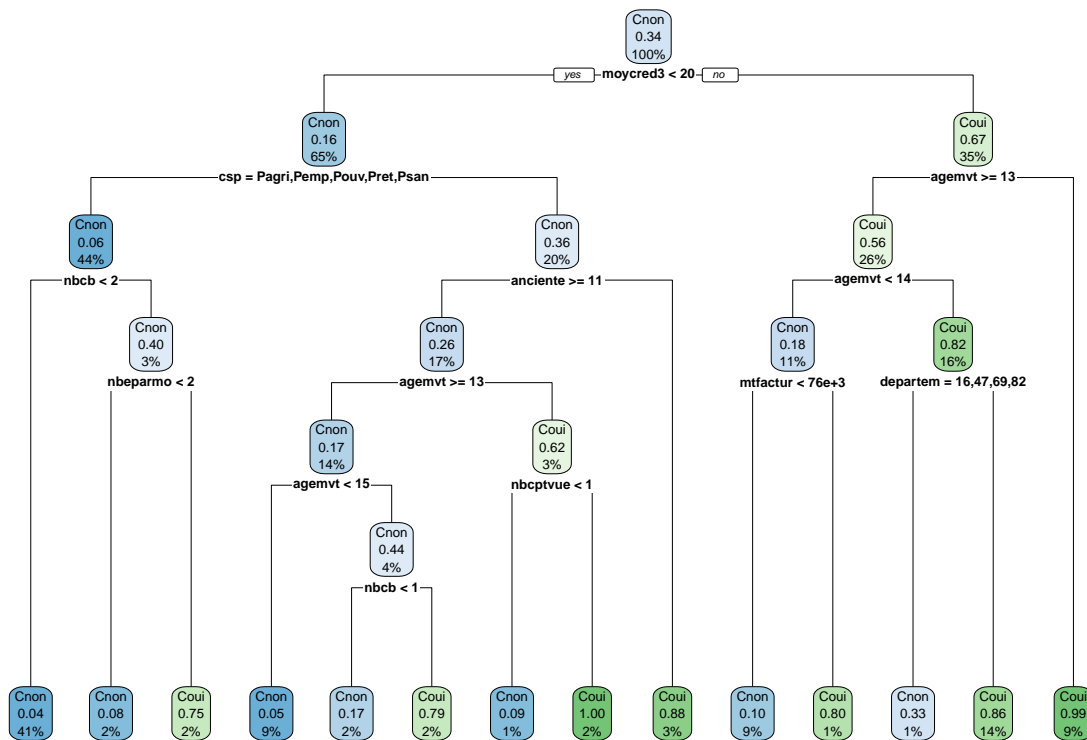 Cnon
0.34
100%
yes moycred3 < 20 no
Cnon
0.16
65%
Coui
0.67
35%
csp = Pagri,Pemp,Pouv,Pret,Psan
agemvt >= 13
Cnon
0.06
44%
Cnon
0.36
20%
Coui
0.56
26%
nbcb < 2
anciente >= 11
agemvt < 14
Cnon
0.40
3%
Cnon
0.26
17%
Cnon
0.18
11%
Coui
0.82
16%
nbeparmo < 2
agemvt >= 13
mtfactur < 76e+3
departem = 16,47,69,82
Cnon
0.17
14%
Coui
0.62
3%
agemvt < 15
nbcptvue < 1
Cnon
0.44
4%
nbcb < 1
Cnon
0.04
41%
Cnon
0.08
2%
Coui
0.75
2%
Cnon
0.05
9%
Cnon
0.17
2%
Coui
0.79
2%
Cnon
0.09
1%
Coui
1.00
2%
Coui
0.88
3%
Cnon
0.10
9%
Coui
0.80
1%
Cnon
0.33
1%
Coui
0.86
14%
Coui
0.99
9%